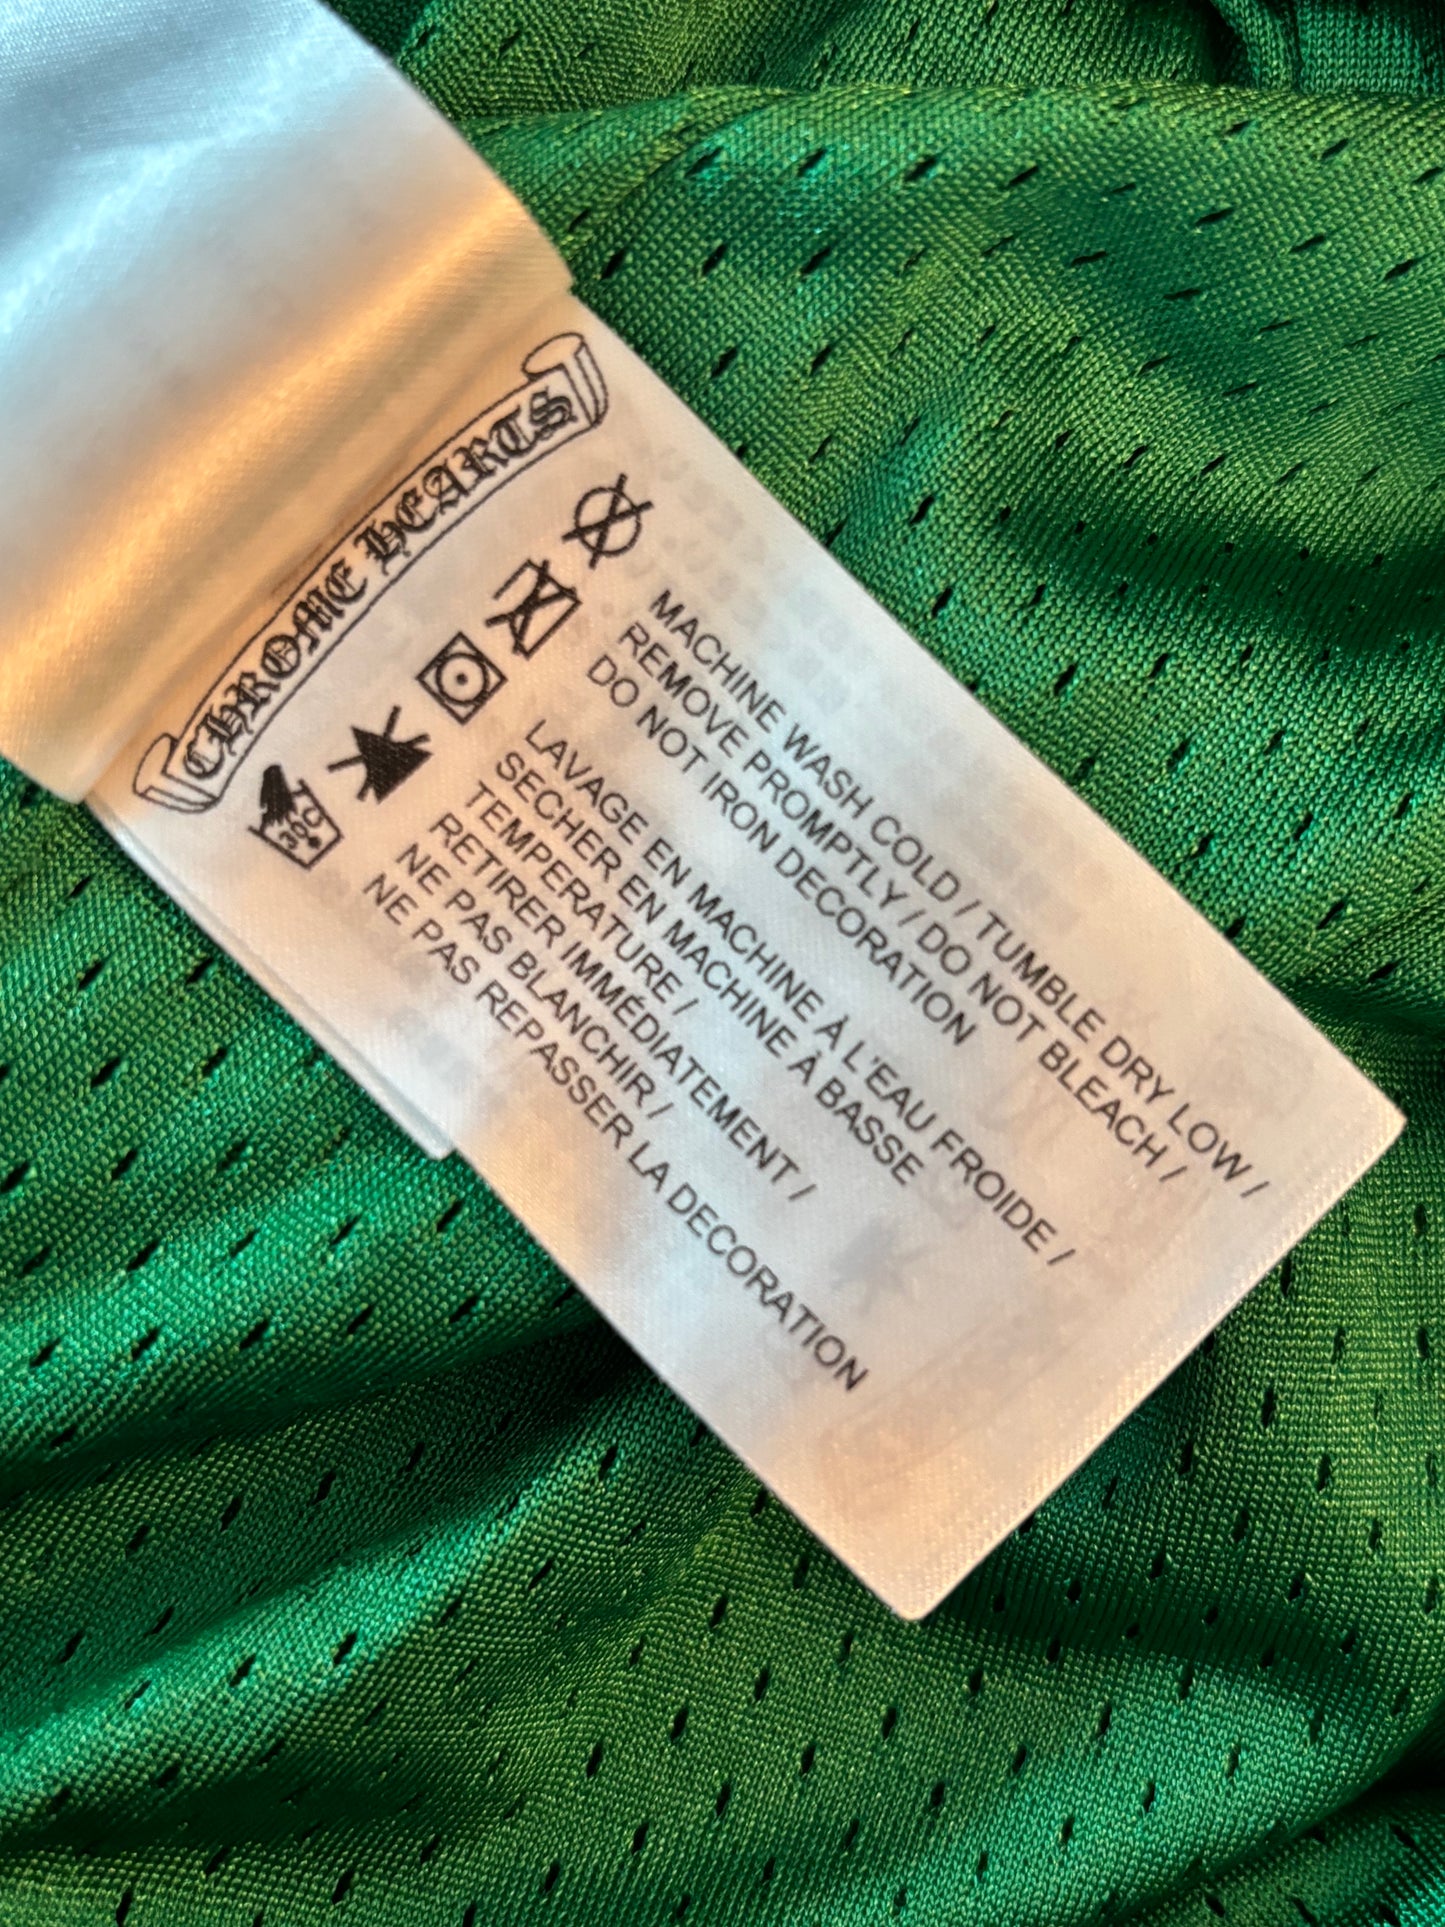 CHROME HEARTS
30C
MACHINE WASH COLD / TUMBLE DRY LOW /
REMOVE PROMPTLY / DO NOT BLEACH /
DO NOT IRON DECORATION
LAVAGE EN MACHINE À L'EAU FROIDE /
SECHER EN MACHINE À BASSE
TEMPERATURE /
RETIRER IMMÉDIATEMENT /
NE PAS BLANCHIR /
NE PAS REPASSER LA DECORATION